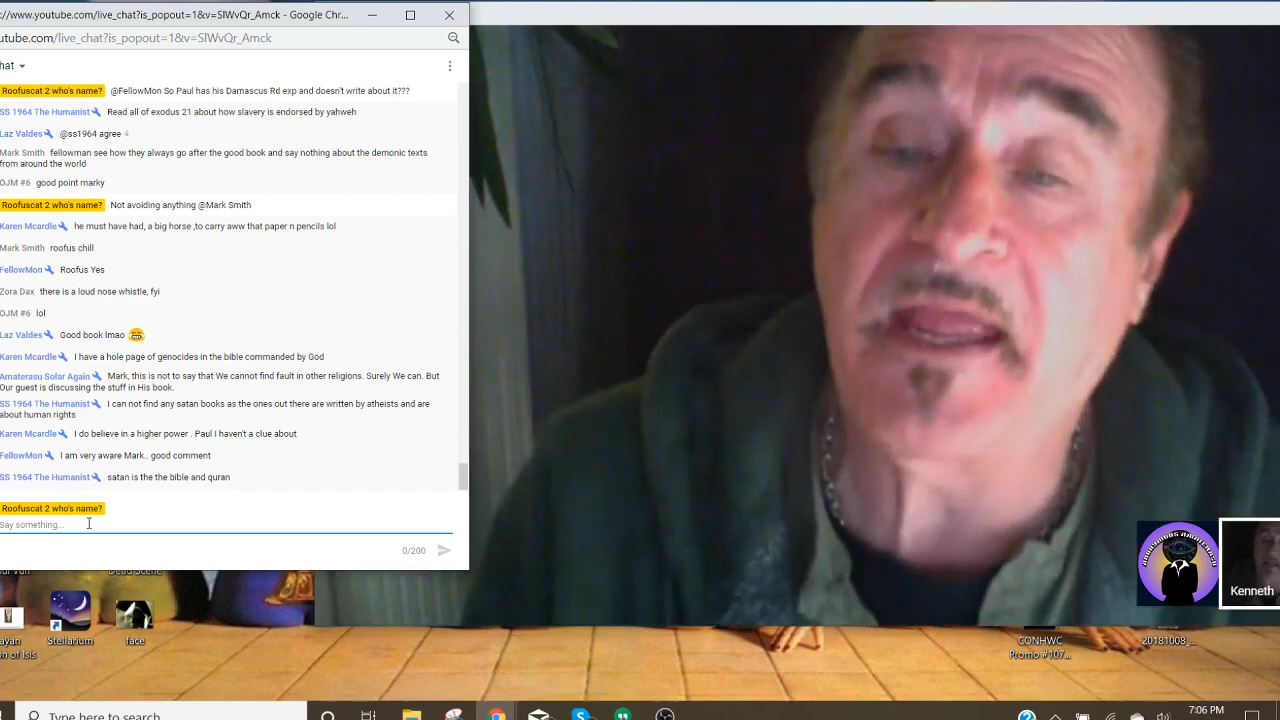 ://www.youtube.com/live_chat?is_popout=1&v=SlWvQr_Amck - Google Chr...
utube.com/live_chat?is_popout=1&v=SlWvQr_Amck
hat
Roofuscat 2 who's name? @FellowMon So Paul has his Damascus Rd exp and doesn't write about it???
SS 1964 The Humanist Read all of exodus 21 about how slavery is endorsed by yahweh
Laz Valdes @ss1964 agree
Mark Smith fellowman see how they always go after the good book and say nothing about the demonic texts
from around the world
OJM #6 good point marky
Roofuscat 2 who's name? Not avoiding anything @Mark Smith
Karen Mcardle he must have had, a big horse ,to carry aww that paper n pencils lol
Mark Smith roofus chill
FellowMon Roofus Yes
Zora Dax there is a loud nose whistle, fyi
OJM #6 lol
Laz Valdes Good book lmao 😂
Karen Mcardle I have a hole page of genocides in the bible commanded by God
Amaterasu Solar Again Mark, this is not to say that We cannot find fault in other religions. Surely We can. But
Our guest is discussing the stuff in His book.
SS 1964 The Humanist I can not find any satan books as the ones out there are written by atheists and are
about human rights
Karen Mcardle I do believe in a higher power . Paul I haven't a clue about
FellowMon I am very aware Mark.. good comment
SS 1964 The Humanist satan is the the bible and quran
Roofuscat 2 who's name?
Say something...
0/200
Dead Scene
Kenneth
ayan
on of Isis
Stellarium
face
CONHWC
Promo #107...
20181008_...
Type here to search
7:06 PM